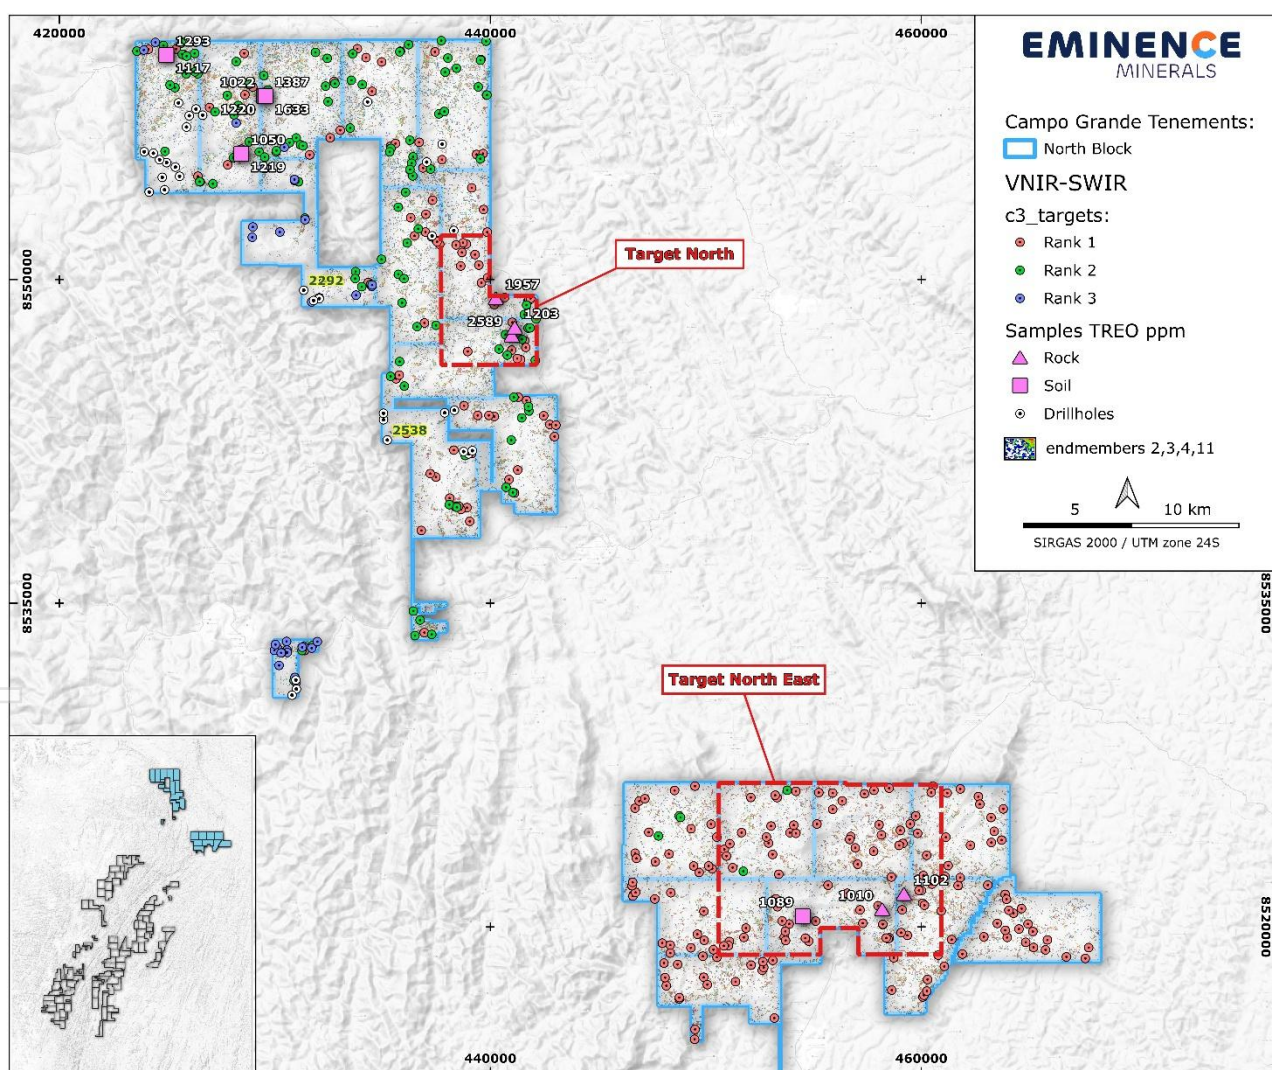 420000
440000
460000
EMINENCE
MINERALS
Campo Grande Tenements:
North Block
VNIR-SWIR
c3_targets:
Rank 1
Rank 2
Rank 3
Samples TREO ppm
Rock
Soil
Drillholes
endmembers 2,3,4,11
5 10 km
SIRGAS 2000 / UTM zone 24S
1293
1117
1022
1387
1220
1633
1050
1219
Target North
8550000
2292
1957
2589
1203
2538
8535000
8535000
Target North East
1102
1089
1010
8520000
440000
460000